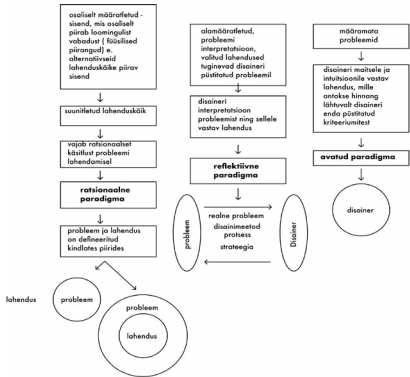 osaliselt määratletud -
sisend, mis osaliselt
piirab loomingulist
vabadust ( füüsilised
piirangud) e.
alternatiivseid
lahenduskäike piirav
sisend
suunitletud lahenduskäik
vajab ratsionaalset
käsitlust probleemi
lahendamisel
ratsionaalne
paradigma
probleem ja lahendus
on defineeritud
kindlates piirides
lahendus
probleem
probleem
lahendus
alamääratletud,
probleemi
interpretatsioon,
valitud lahendused
tuginevad disaineri
püstitatud probleemil
disaineri
interpretatsioon
probleemist ning sellele
vastav lahendus
reflektiivne
paradigma
probleem
realne probleem
disainimeetod
protsess
strateegia
Disainer
määramata
probleemid
disaineri maitsele ja
intuitsioonile vastav
lahendus, mille
antakse hinnang
lähtuvalt disaineri
enda püstitatud
kriteeriumitest
avatud paradigma
disainer